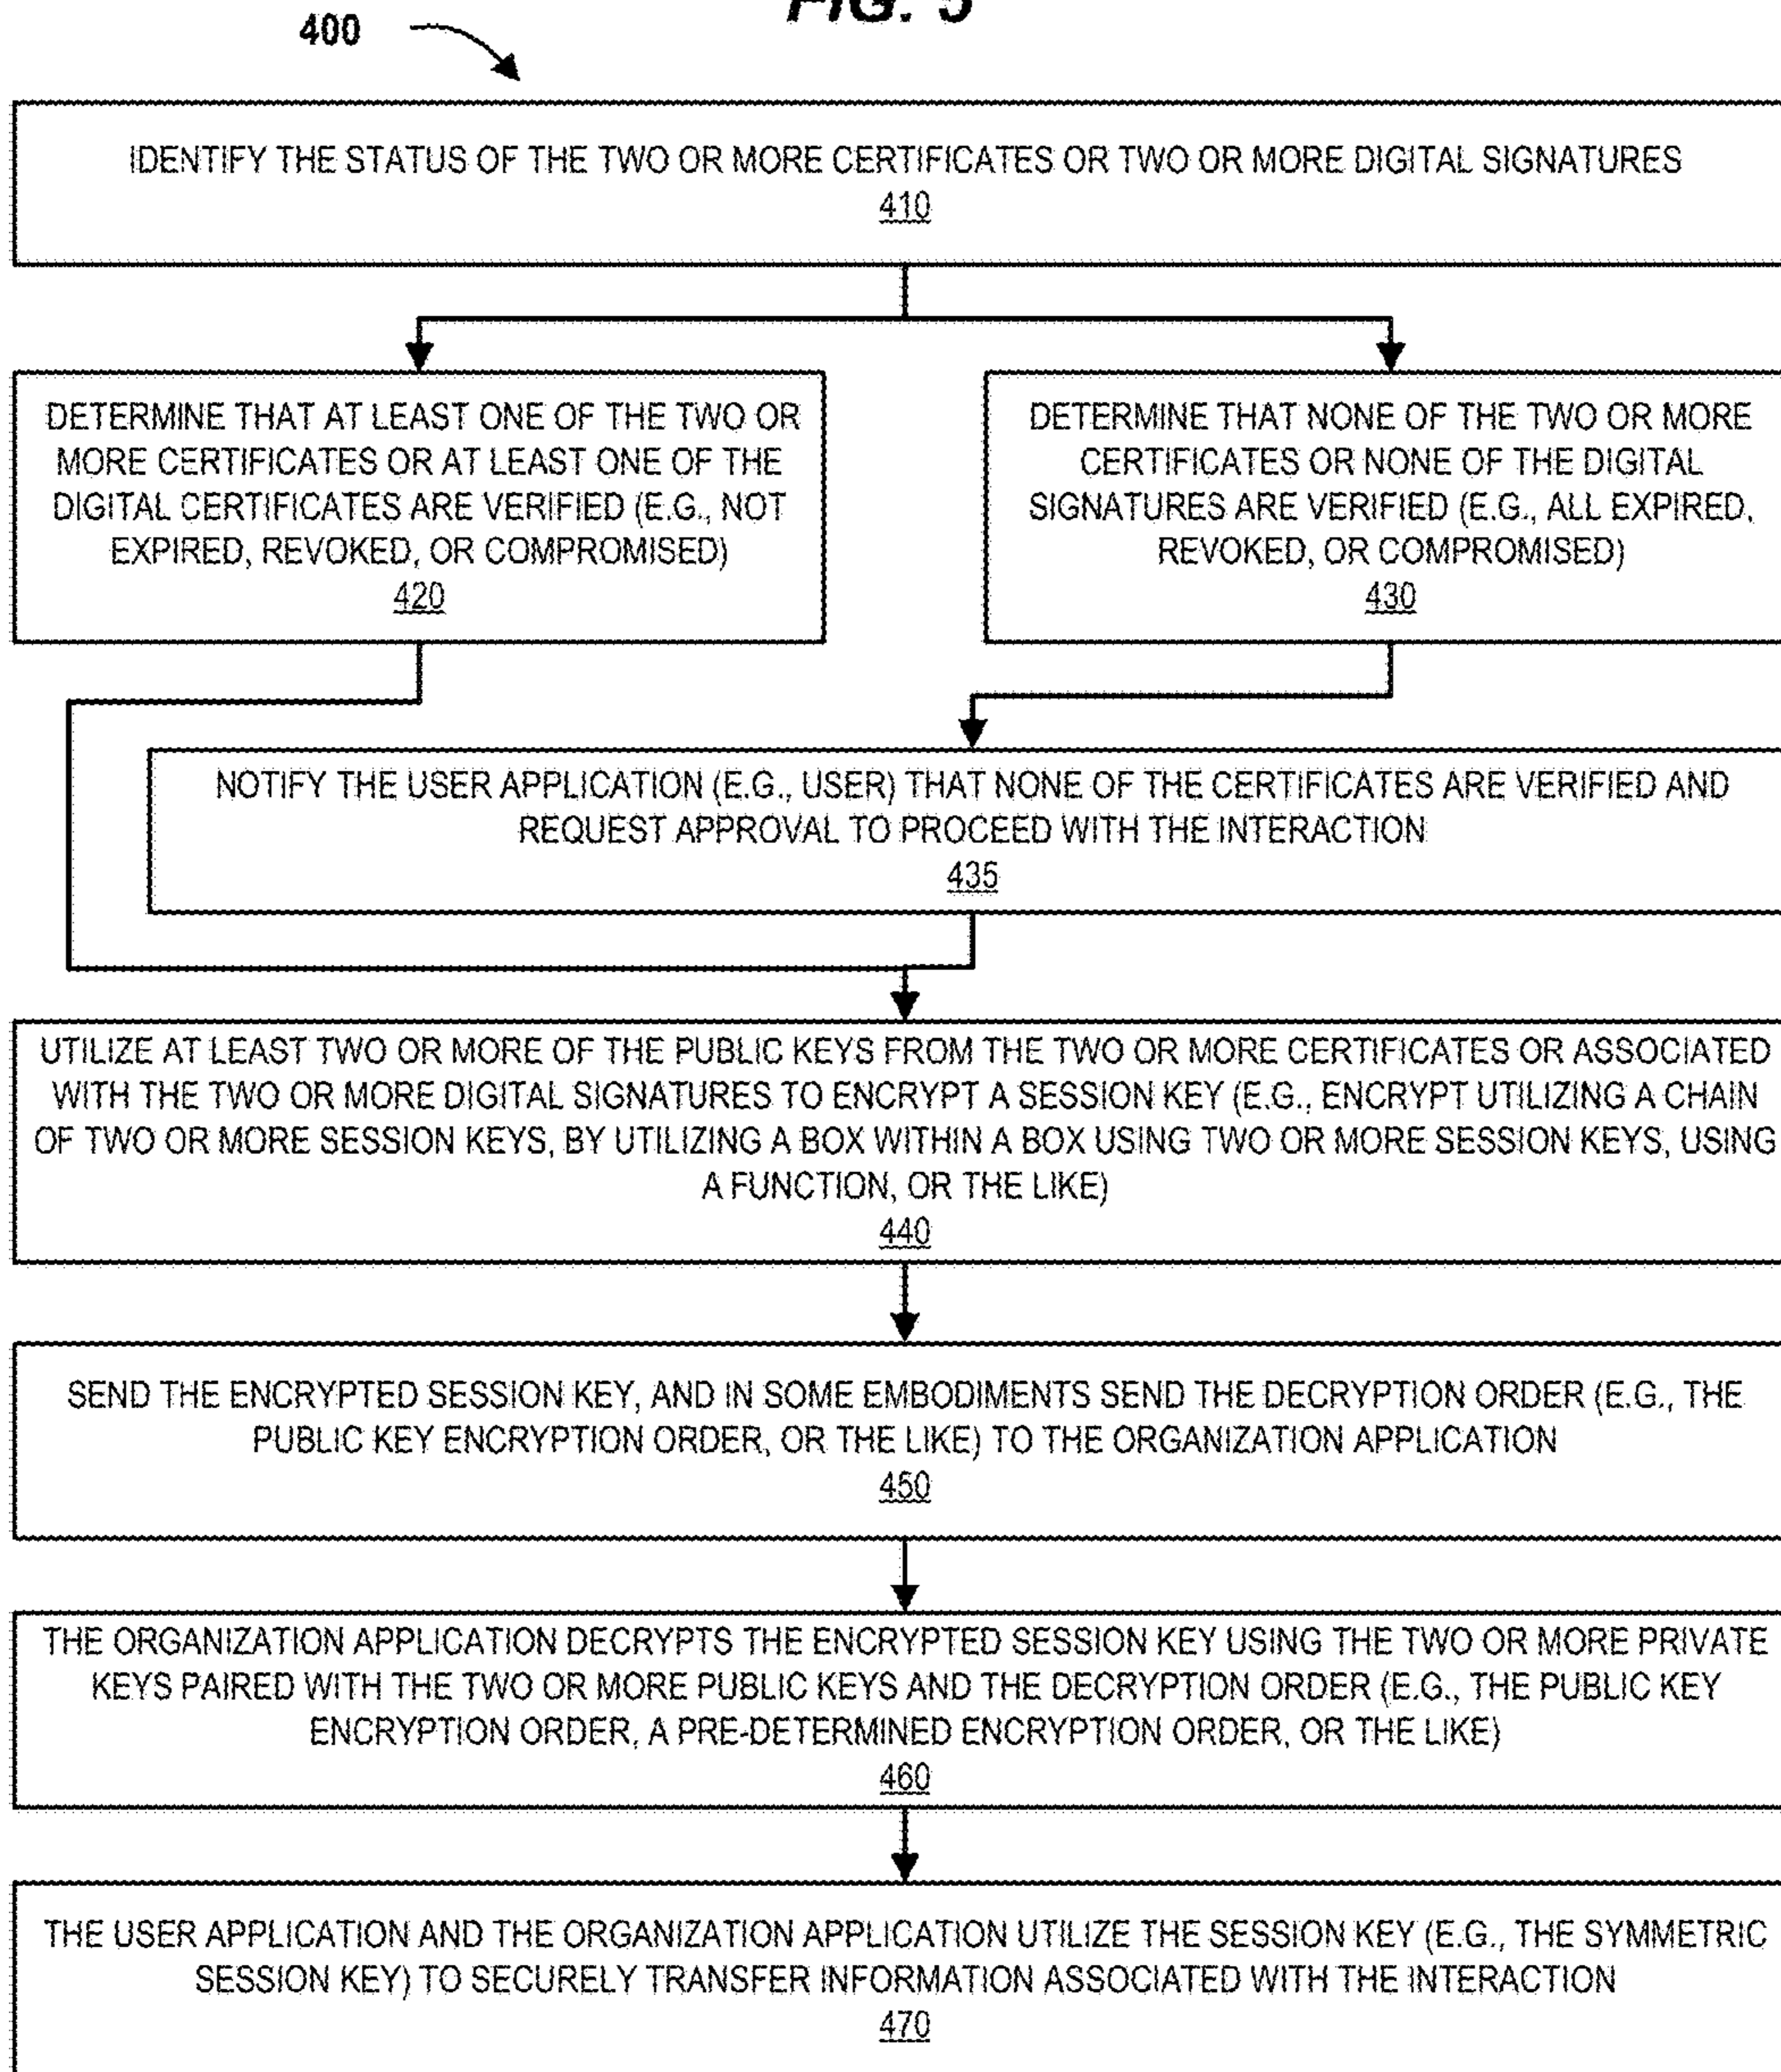 FIG. 5
400
IDENTIFY THE STATUS OF THE TWO OR MORE CERTIFICATES OR TWO OR MORE DIGITAL SIGNATURES
410
DETERMINE THAT AT LEAST ONE OF THE TWO OR
MORE CERTIFICATES OR AT LEAST ONE OF THE
DIGITAL CERTIFICATES ARE VERIFIED (E.G., NOT
EXPIRED, REVOKED, OR COMPROMISED)
420
DETERMINE THAT NONE OF THE TWO OR MORE
CERTIFICATES OR NONE OF THE DIGITAL
SIGNATURES ARE VERIFIED (E.G., ALL EXPIRED,
REVOKED, OR COMPROMISED)
430
NOTIFY THE USER APPLICATION (E.G., USER) THAT NONE OF THE CERTIFICATES ARE VERIFIED AND
REQUEST APPROVAL TO PROCEED WITH THE INTERACTION
435
UTILIZE AT LEAST TWO OR MORE OF THE PUBLIC KEYS FROM THE TWO OR MORE CERTIFICATES OR ASSOCIATED
WITH THE TWO OR MORE DIGITAL SIGNATURES TO ENCRYPT A SESSION KEY (E.G., ENCRYPT UTILIZING A CHAIN
OF TWO OR MORE SESSION KEYS, BY UTILIZING A BOX WITHIN A BOX USING TWO OR MORE SESSION KEYS, USING
A FUNCTION, OR THE LIKE)
440
SEND THE ENCRYPTED SESSION KEY, AND IN SOME EMBODIMENTS SEND THE DECRYPTION ORDER (E.G., THE
PUBLIC KEY ENCRYPTION ORDER, OR THE LIKE) TO THE ORGANIZATION APPLICATION
450
THE ORGANIZATION APPLICATION DECRYPTS THE ENCRYPTED SESSION KEY USING THE TWO OR MORE PRIVATE
KEYS PAIRED WITH THE TWO OR MORE PUBLIC KEYS AND THE DECRYPTION ORDER (E.G., THE PUBLIC KEY
ENCRYPTION ORDER, A PRE-DETERMINED ENCRYPTION ORDER, OR THE LIKE)
460
THE USER APPLICATION AND THE ORGANIZATION APPLICATION UTILIZE THE SESSION KEY (E.G., THE SYMMETRIC
SESSION KEY) TO SECURELY TRANSFER INFORMATION ASSOCIATED WITH THE INTERACTION
470